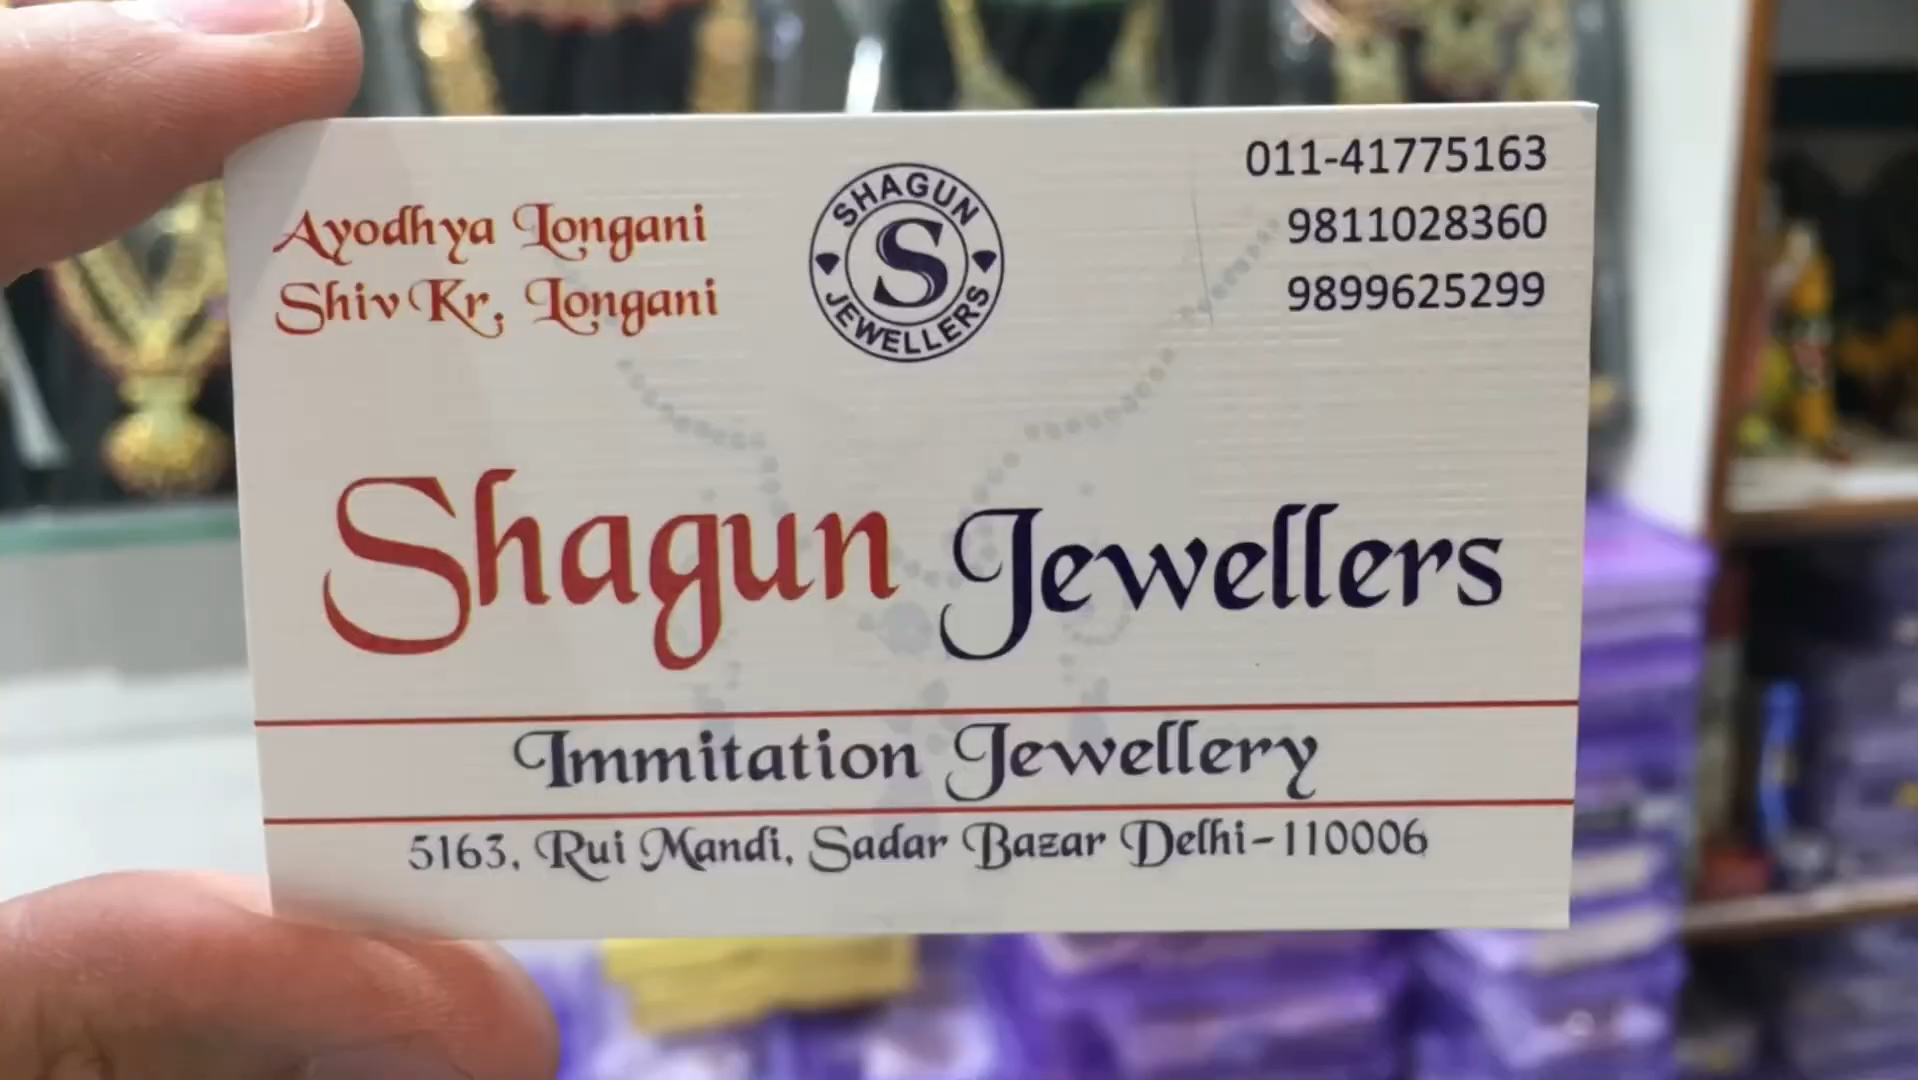 Ayodhya Longani
Shiv Kr. Longani
SHAGUN
S
JEWELLERS
011-41775163
9811028360
9899625299
Shagun Jewellers
Immitation Jewellery
5163, Rui Mandi, Sadar Bazar Delhi-110006